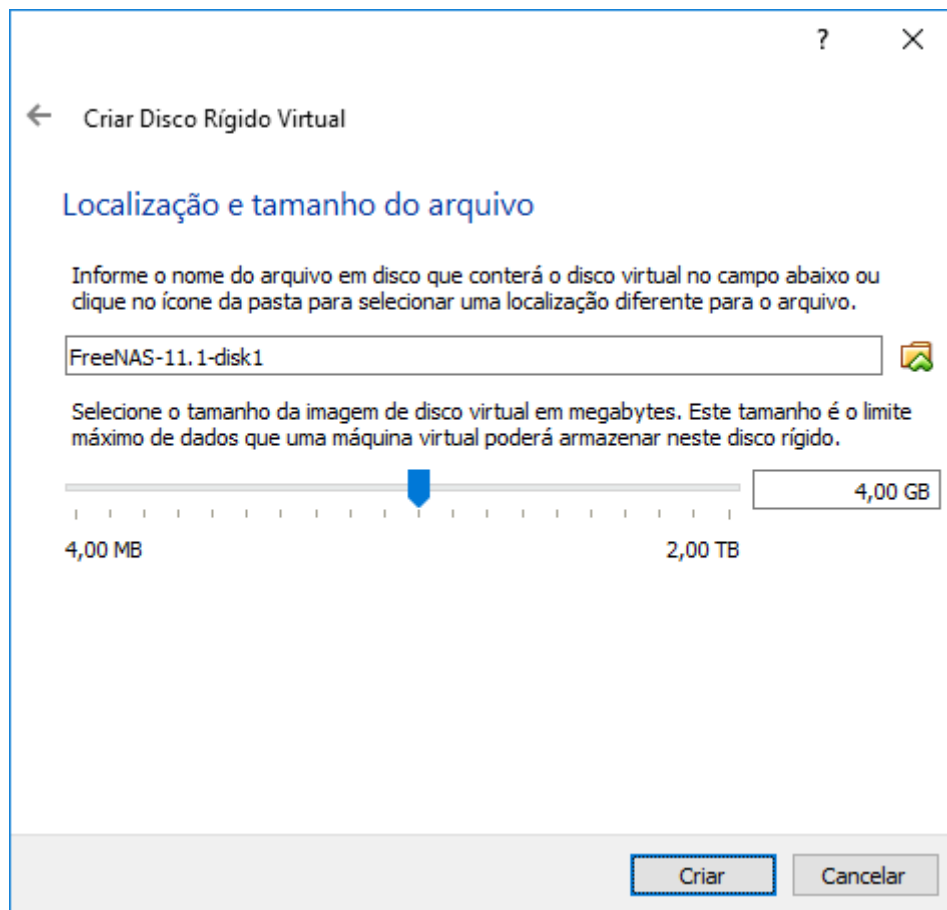 ?
Criar Disco Rígido Virtual
Localização e tamanho do arquivo
Informe o nome do arquivo em disco que conterá o disco virtual no campo abaixo ou
clique no ícone da pasta para selecionar uma localização diferente para o arquivo.
FreeNAS-11.1-disk1
Selecione o tamanho da imagem de disco virtual em megabytes. Este tamanho é o limite
máximo de dados que uma máquina virtual poderá armazenar neste disco rígido.
4,00 GB
4,00 MB
2,00 TB
Criar
Cancelar